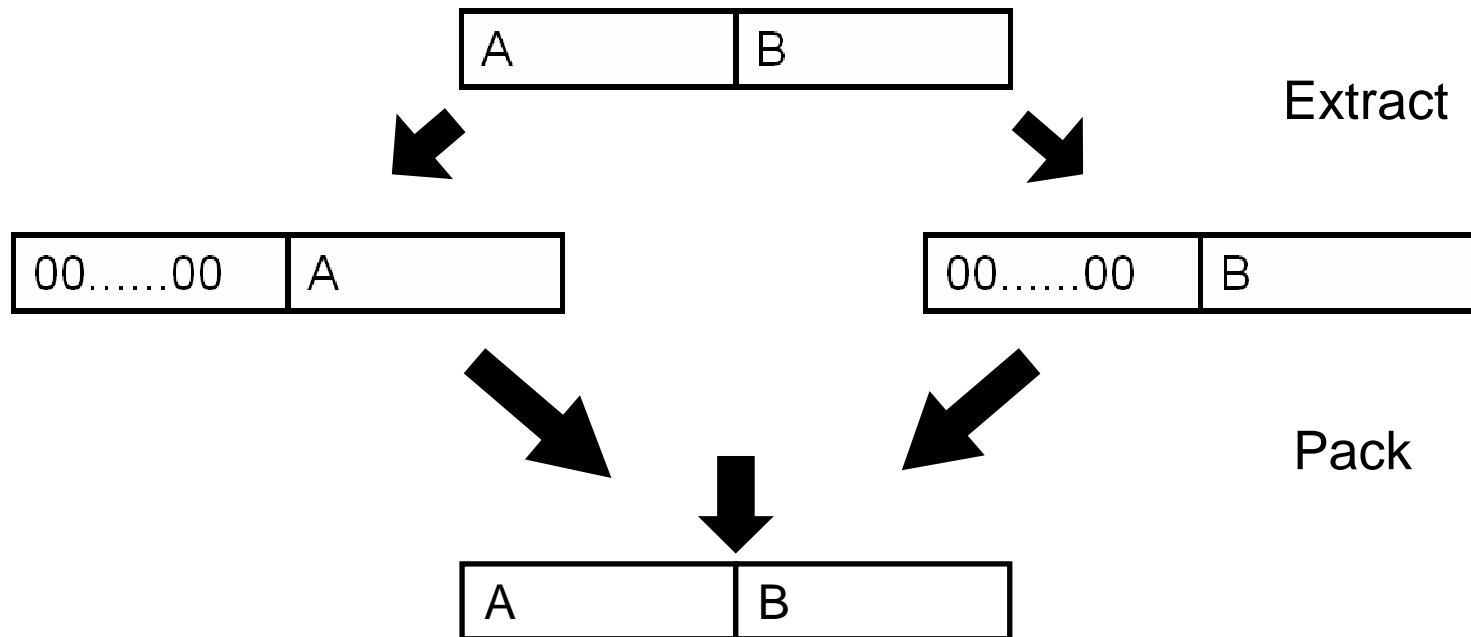 A B
Extract
00......00 A
00......00 B
Pack
A B